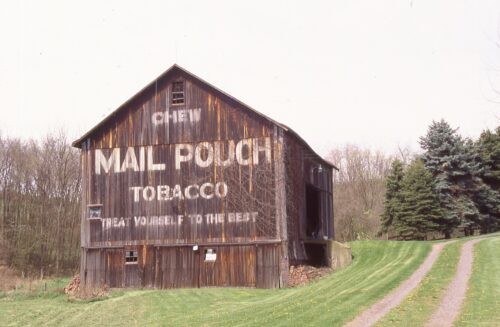 CHEW
MAIL POUCH
TOBACCO
TREAT YOURSELF TO THE BEST